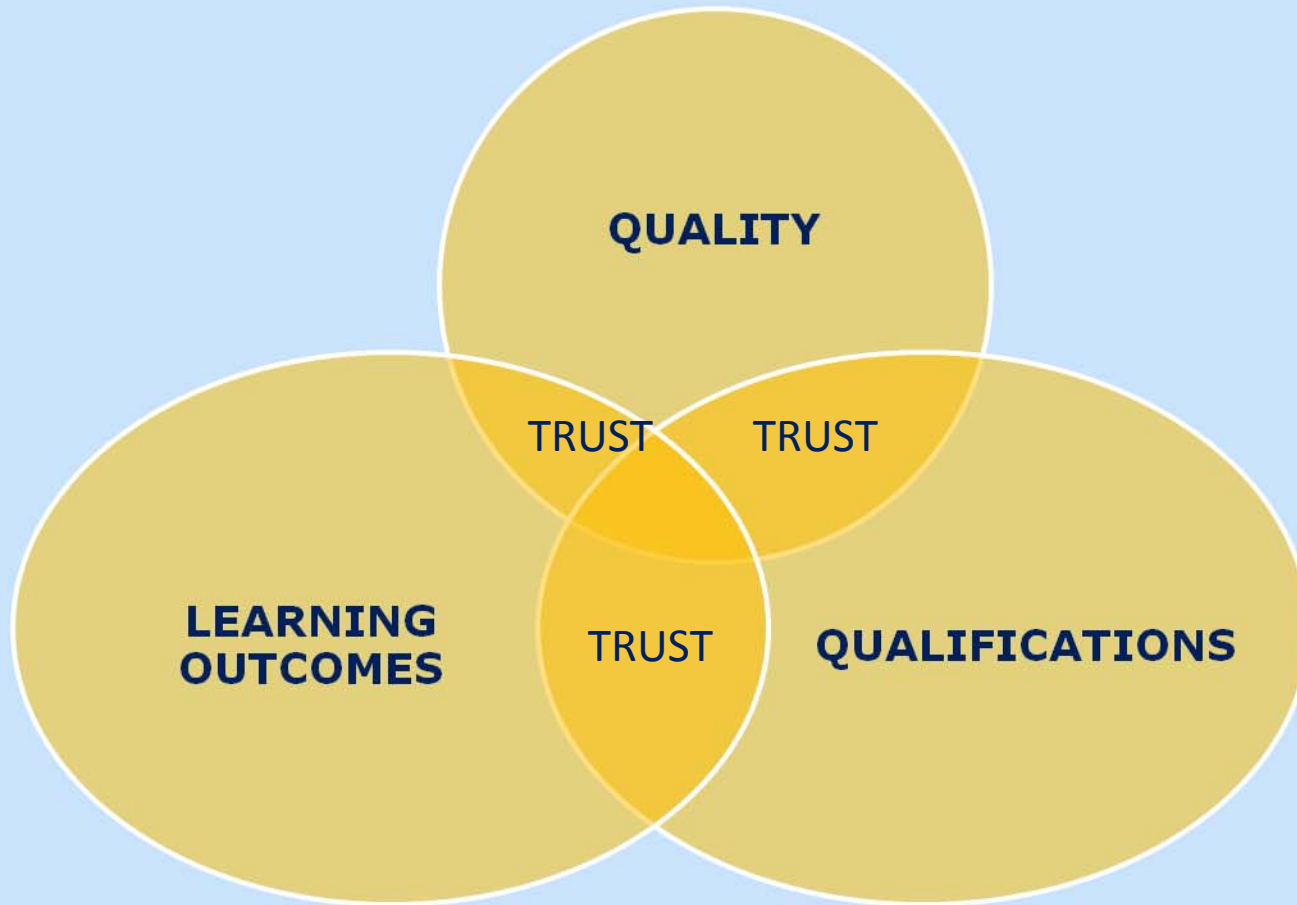 QUALITY
TRUST
TRUST
LEARNING
OUTCOMES
TRUST
QUALIFICATIONS